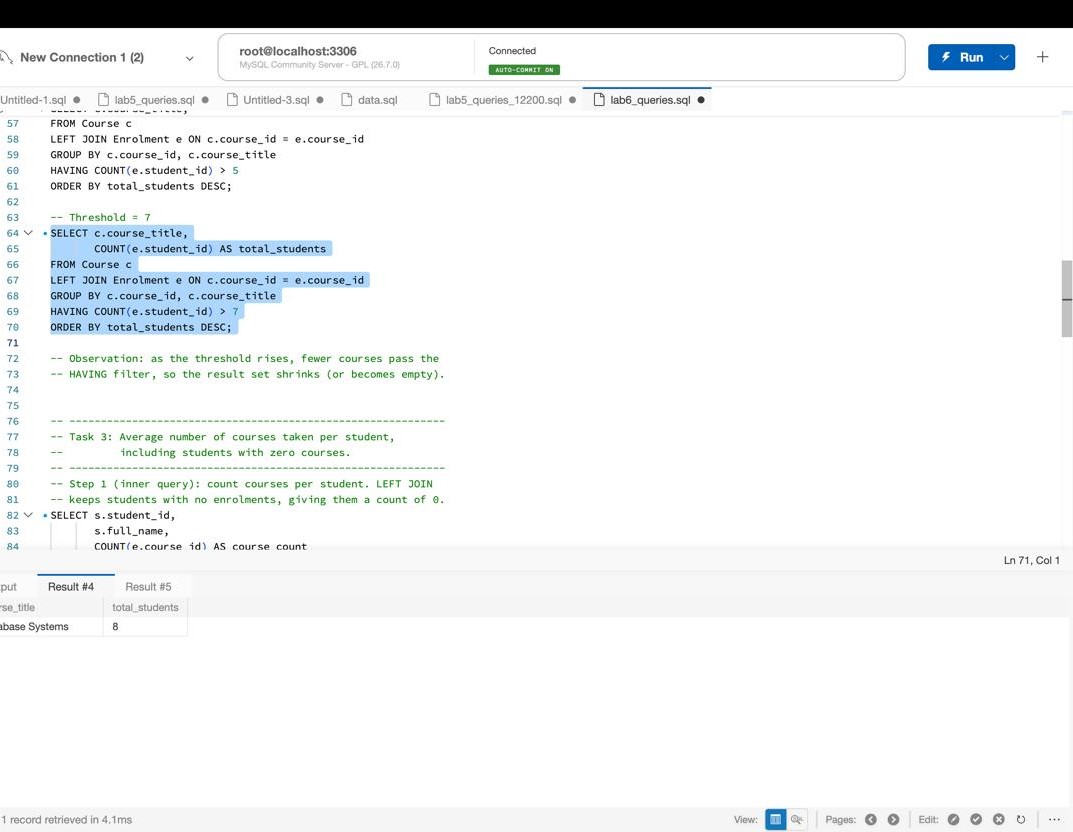 New Connection 1 (2)
root@localhost:3306
MySQL Community Server - GPL (26.7.0)
Connected
AUTO-COMMIT ON
Run
Untitled-1.sql
lab5_queries.sql
Untitled-3.sql
data.sql
lab5_queries_12200.sql
lab6_queries.sql
57 FROM Course c
58 LEFT JOIN Enrolment e ON c.course_id = e.course_id
59 GROUP BY c.course_id, c.course_title
60 HAVING COUNT(e.student_id) > 5
61 ORDER BY total_students DESC;
62
63 -- Threshold = 7
64 SELECT c.course_title,
65 COUNT(e.student_id) AS total_students
66 FROM Course c
67 LEFT JOIN Enrolment e ON c.course_id = e.course_id
68 GROUP BY c.course_id, c.course_title
69 HAVING COUNT(e.student_id) > 7
70 ORDER BY total_students DESC;
71
72 -- Observation: as the threshold rises, fewer courses pass the
73 -- HAVING filter, so the result set shrinks (or becomes empty).
74
75
76 -- ------------------------------------------------------------
77 -- Task 3: Average number of courses taken per student,
78 -- including students with zero courses.
79 -- ------------------------------------------------------------
80 -- Step 1 (inner query): count courses per student. LEFT JOIN
81 -- keeps students with no enrolments, giving them a count of 0.
82 SELECT s.student_id,
83 s.full_name,
84 COUNT(e.course_id) AS course_count
Ln 71, Col 1
put
Result #4
Result #5
rse_title
total_students
abase Systems
8
1 record retrieved in 4.1ms
View:
Pages:
Edit: